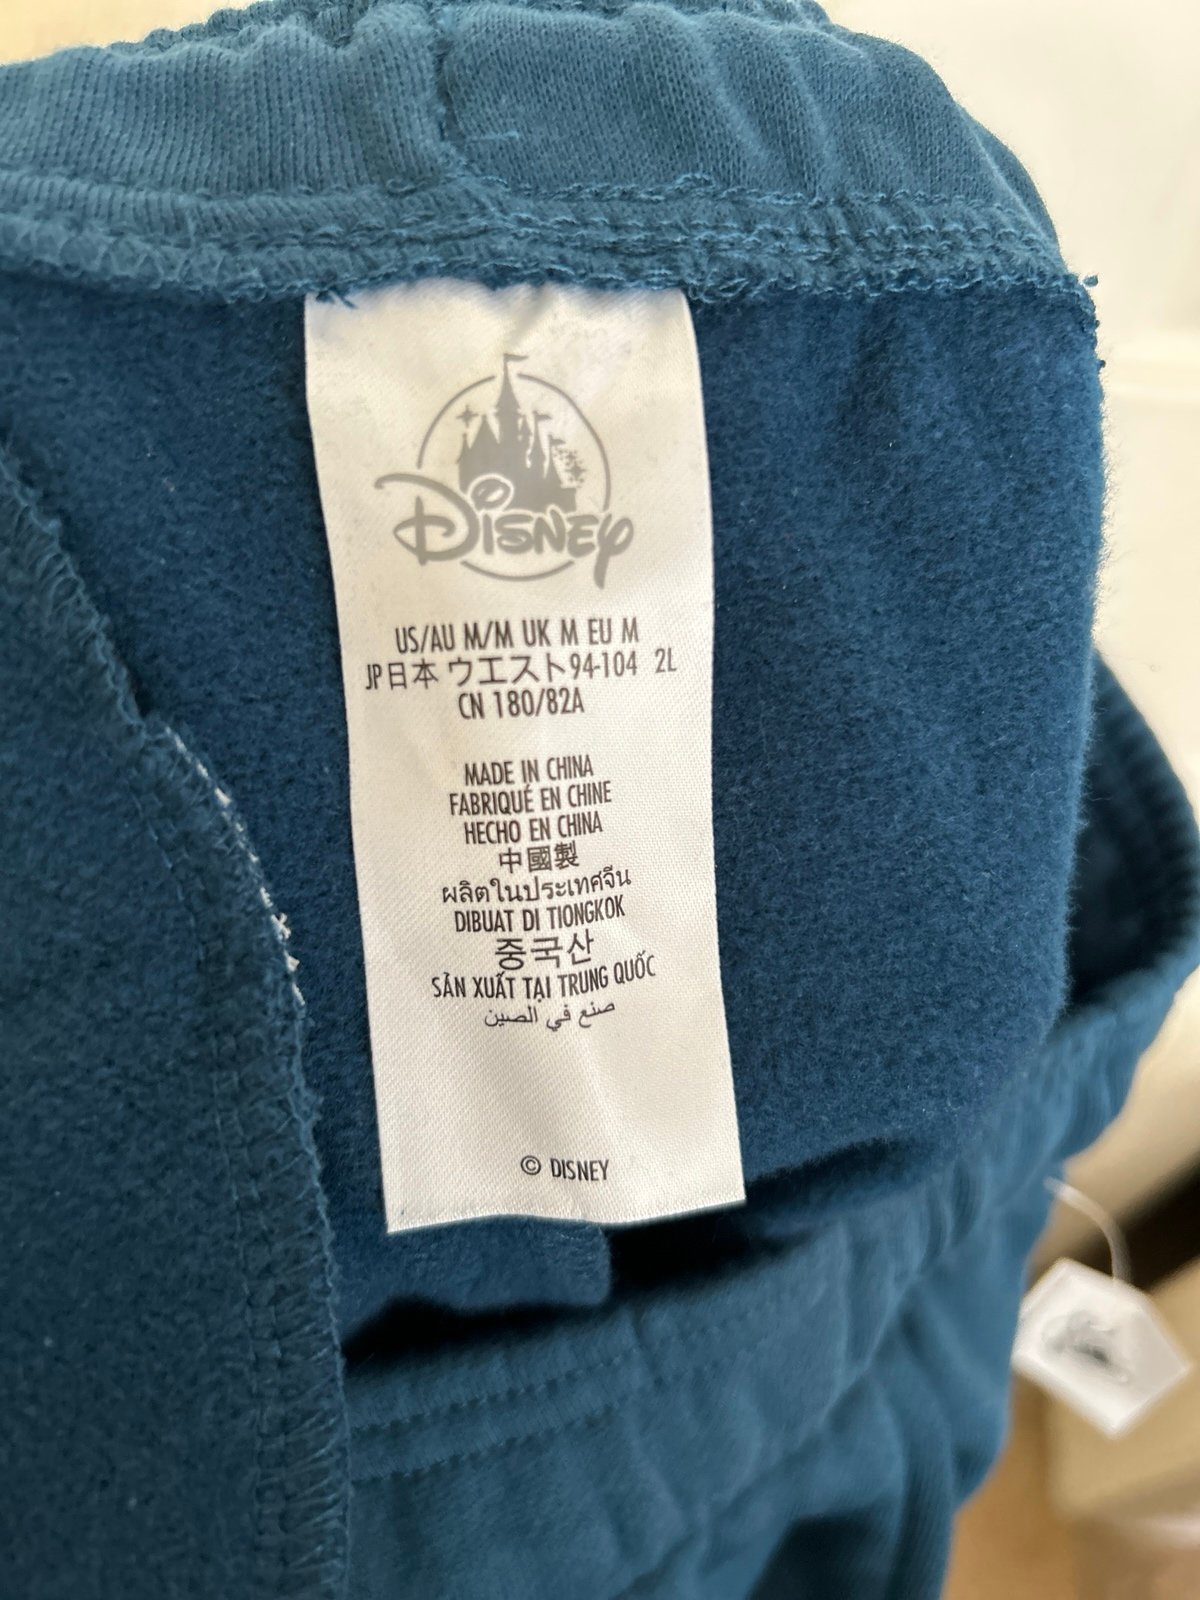 Disney
US/AU M/M UK M EU M
JP日本 ウエスト94-104 2L
CN 180/82A
MADE IN CHINA
FABRIQUÉ EN CHINE
HECHO EN CHINA
中國製
ผลิตในประเทศจีน
DIBUAT DI TIONGKOK
중국산
SẢN XUẤT TẠI TRUNG QUỐC
صنع في الصين
© DISNEY